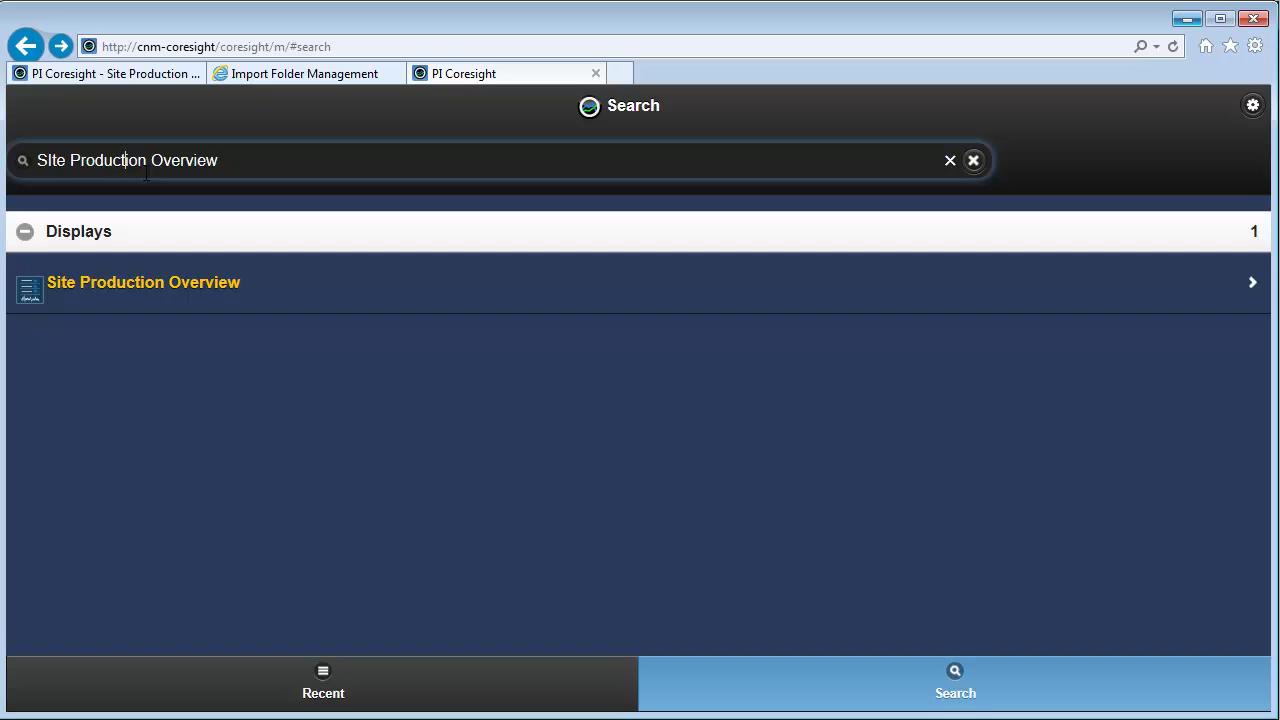 http://cnm-coresight/coresight/m/#search
PI Coresight - Site Production ...
Import Folder Management
PI Coresight
Search
SIte Production Overview
Displays
1
Site Production Overview
Recent
Search